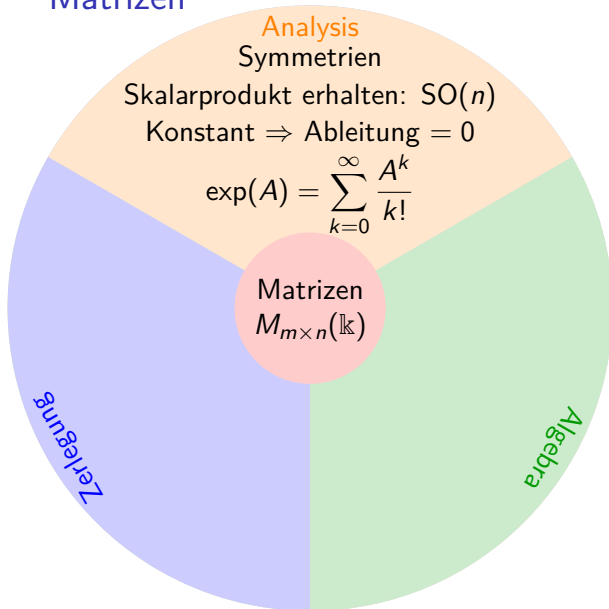 Matrizen
Analysis
Symmetrien
Skalarprodukt erhalten: SO(n)
Konstant ⇒ Ableitung = 0
exp(A) = ∑_{k=0}^{∞} A^k / k!
Matrizen
M_{m×n}(𝕜)
Zerlegung
Algebra